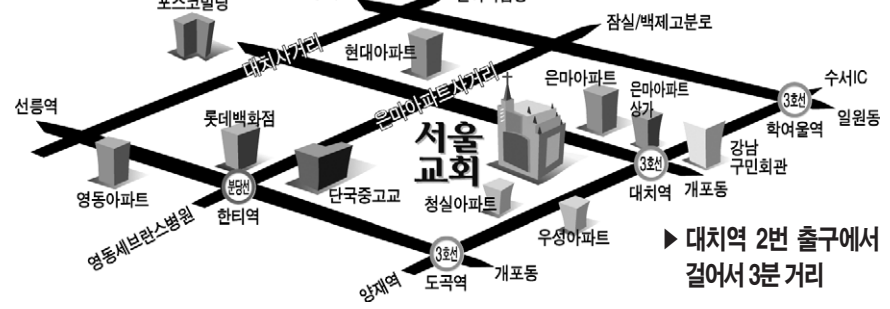 포스코빌딩
잠실/백제고분로
대치사거리
현대아파트
은마아파트사거리
은마아파트
은마아파트
상가
수서IC
3호선
일원동
학여울역
선릉역
롯데백화점
서울
교회
강남
구민회관
3호선
대치역
개포동
영동아파트
분당선
한티역
단국중고교
청실아파트
영동세브란스병원
우성아파트
3호선
양재역
도곡역
개포동
▶ 대치역 2번 출구에서
걸어서 3분 거리